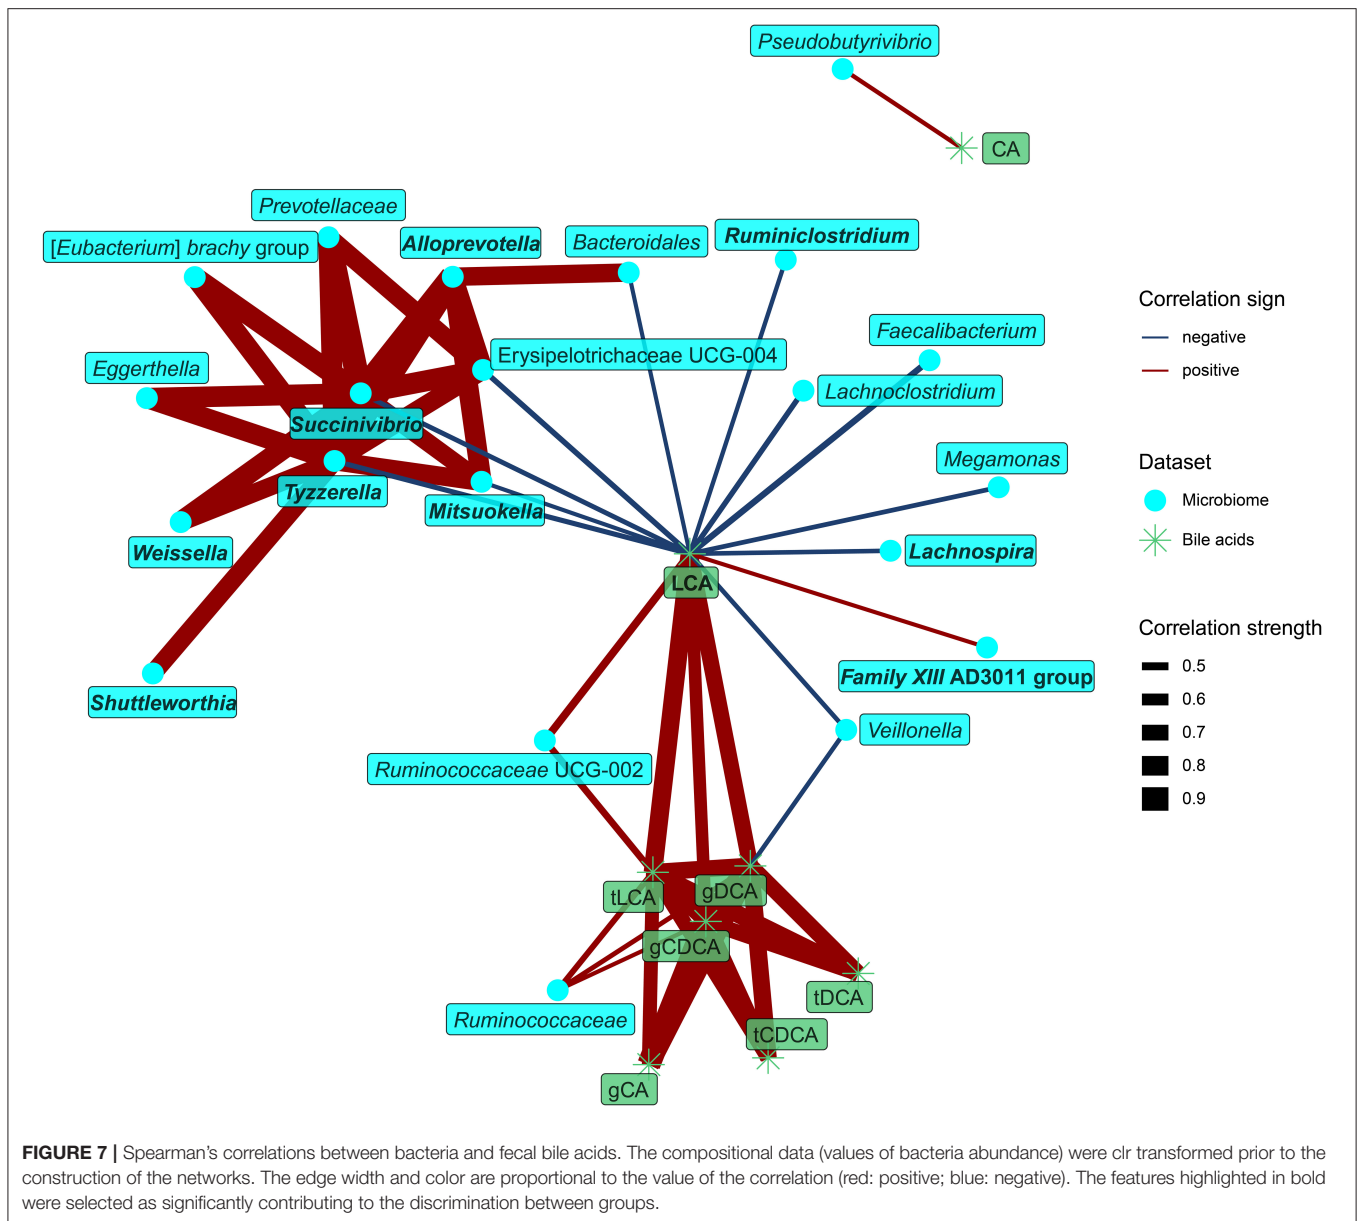 Pseudobutyrivibrio
CA
Prevotellaceae
[Eubacterium] brachy group
Alloprevotella
Bacteroidales
Ruminiclostridium
Correlation sign
negative
positive
Faecalibacterium
Erysipelotrichaceae UCG-004
Eggerthella
Lachnoclostridium
Succinivibrio
Megamonas
Dataset
Microbiome
Bile acids
Tyzzerella
Mitsuokella
Weissella
Lachnospira
LCA
Correlation strength
0.5
0.6
0.7
0.8
0.9
Family XIII AD3011 group
Shuttleworthia
Veillonella
Ruminococcaceae UCG-002
tLCA
gDCA
gCDCA
tDCA
Ruminococcaceae
tCDCA
gCA
FIGURE 7 | Spearman's correlations between bacteria and fecal bile acids. The compositional data (values of bacteria abundance) were clr transformed prior to the
construction of the networks. The edge width and color are proportional to the value of the correlation (red: positive; blue: negative). The features highlighted in bold
were selected as significantly contributing to the discrimination between groups.